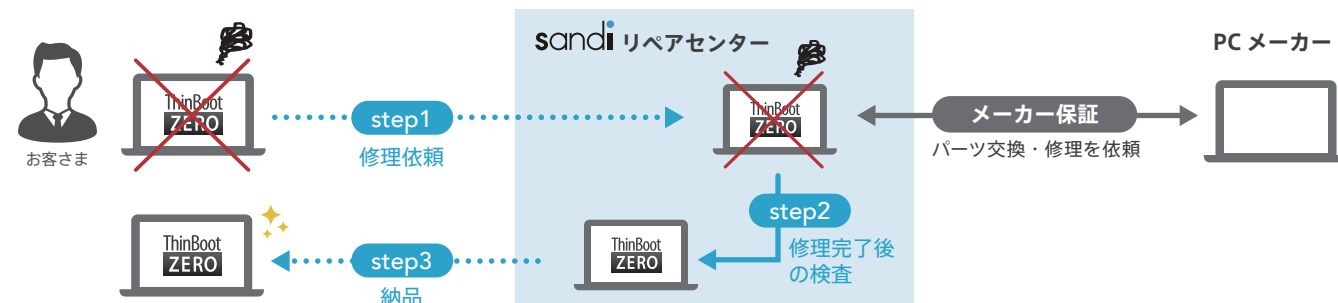 sandi リペアセンター
PC メーカー
ThinBoot
ZERO
お客さま
step1
修理依頼
ThinBoot
ZERO
メーカー保証
パーツ交換・修理を依頼
step2
修理完了後
の検査
ThinBoot
ZERO
step3
納品
ThinBoot
ZERO